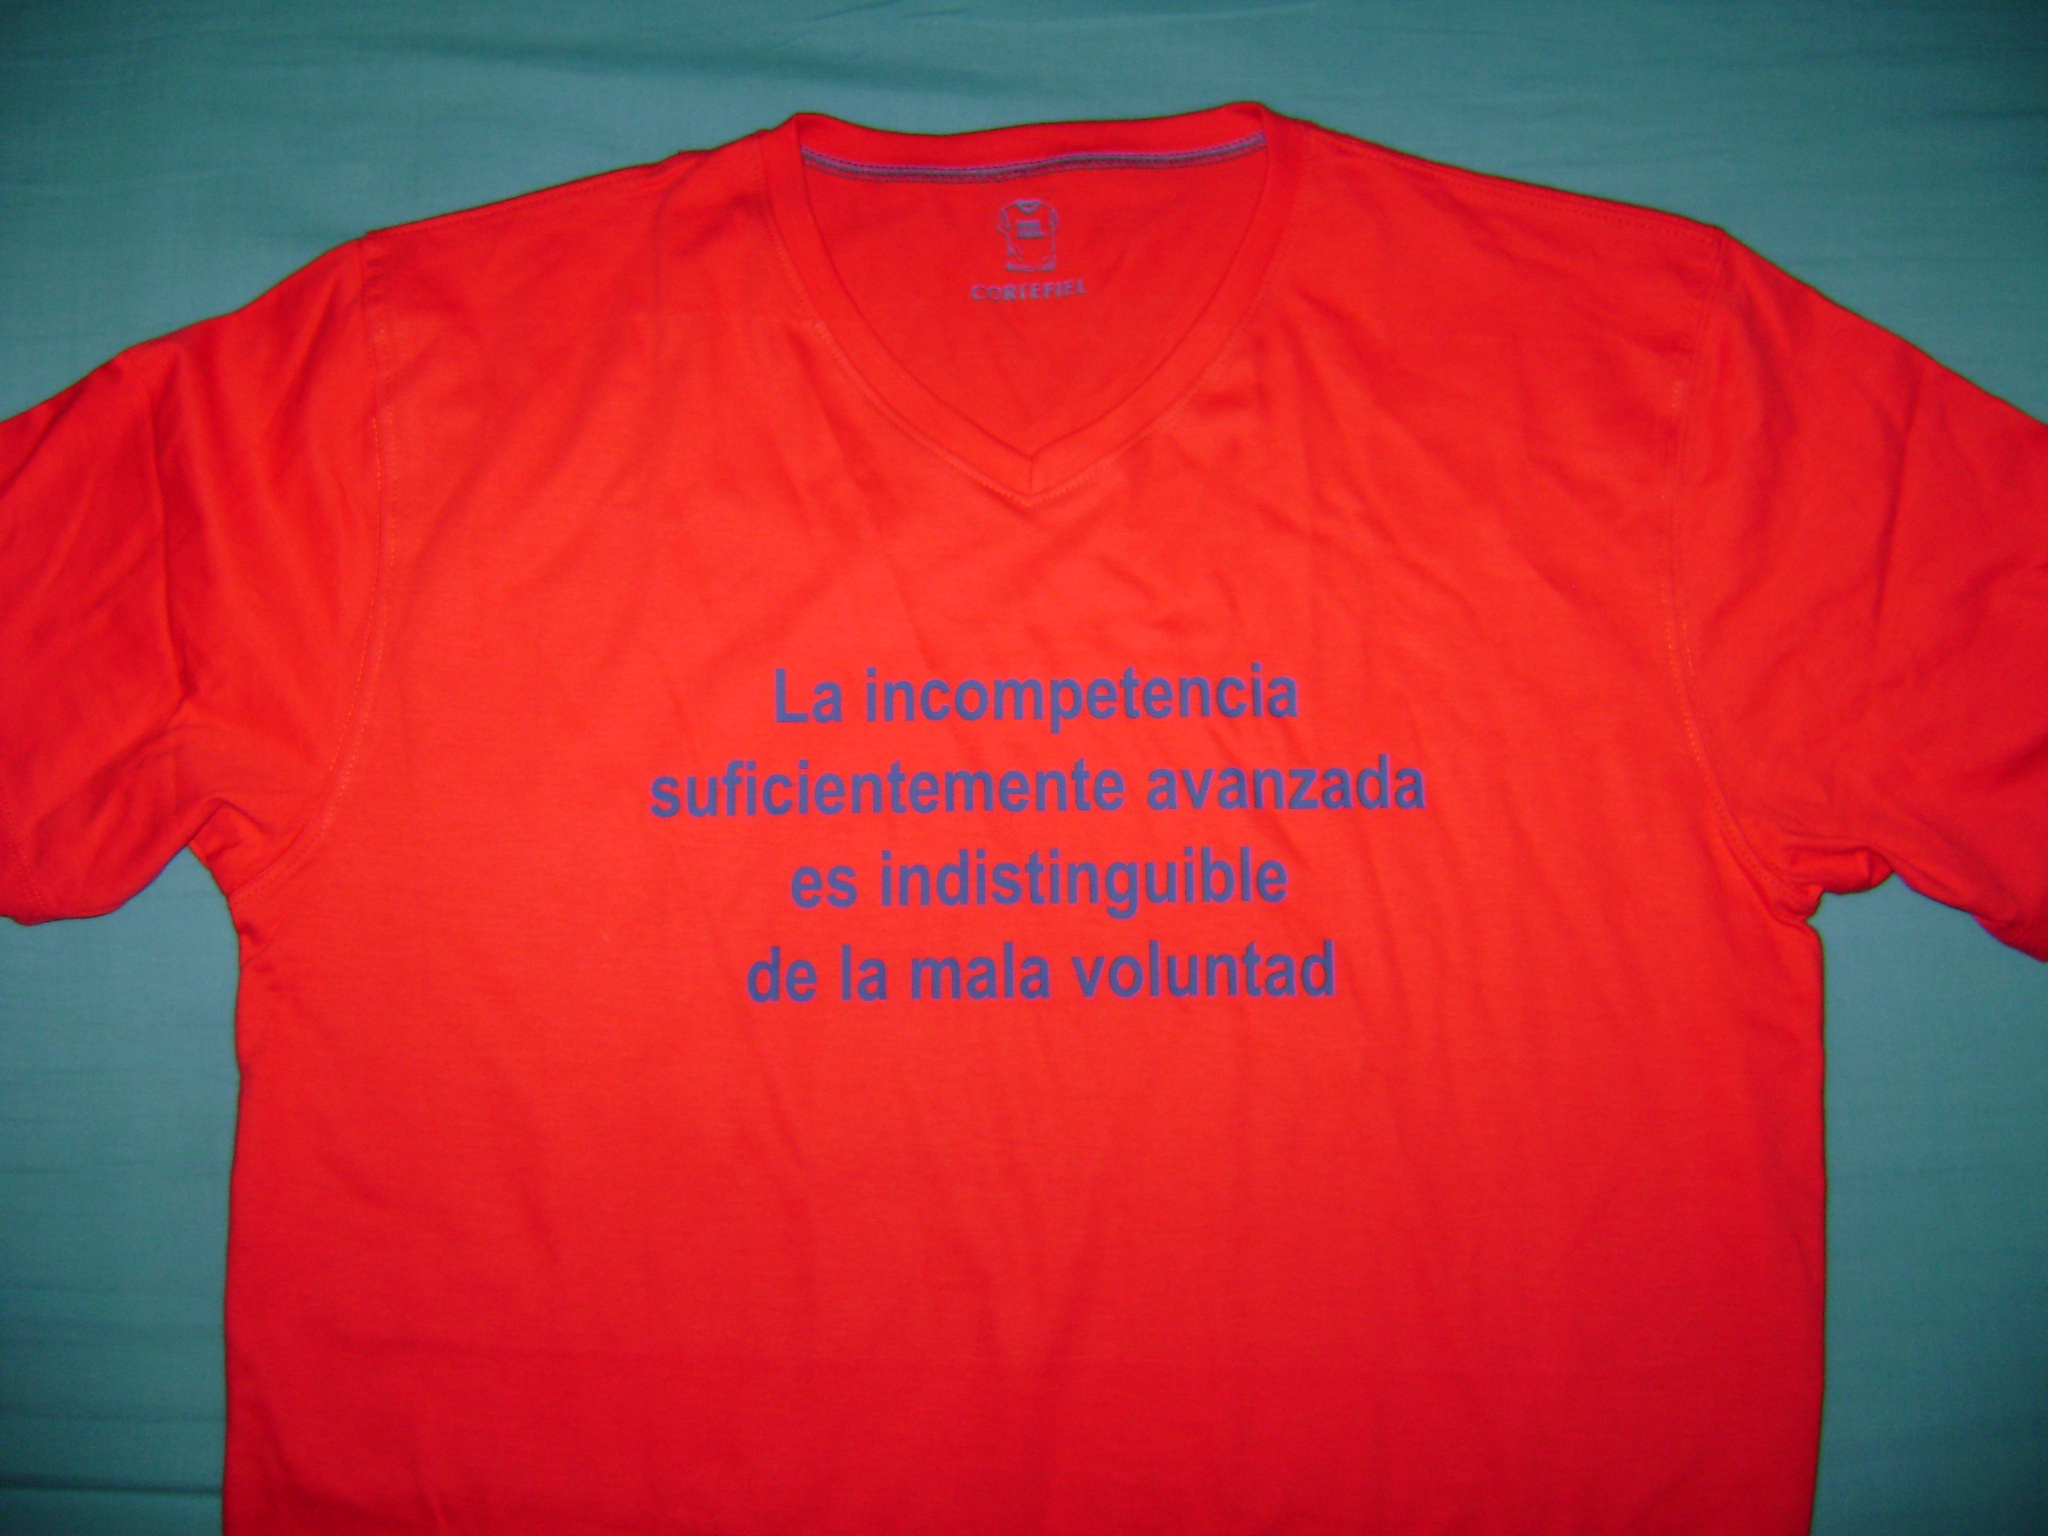 CORTEFIEL
La incompetencia
suficientemente avanzada
es indistinguible
de la mala voluntad